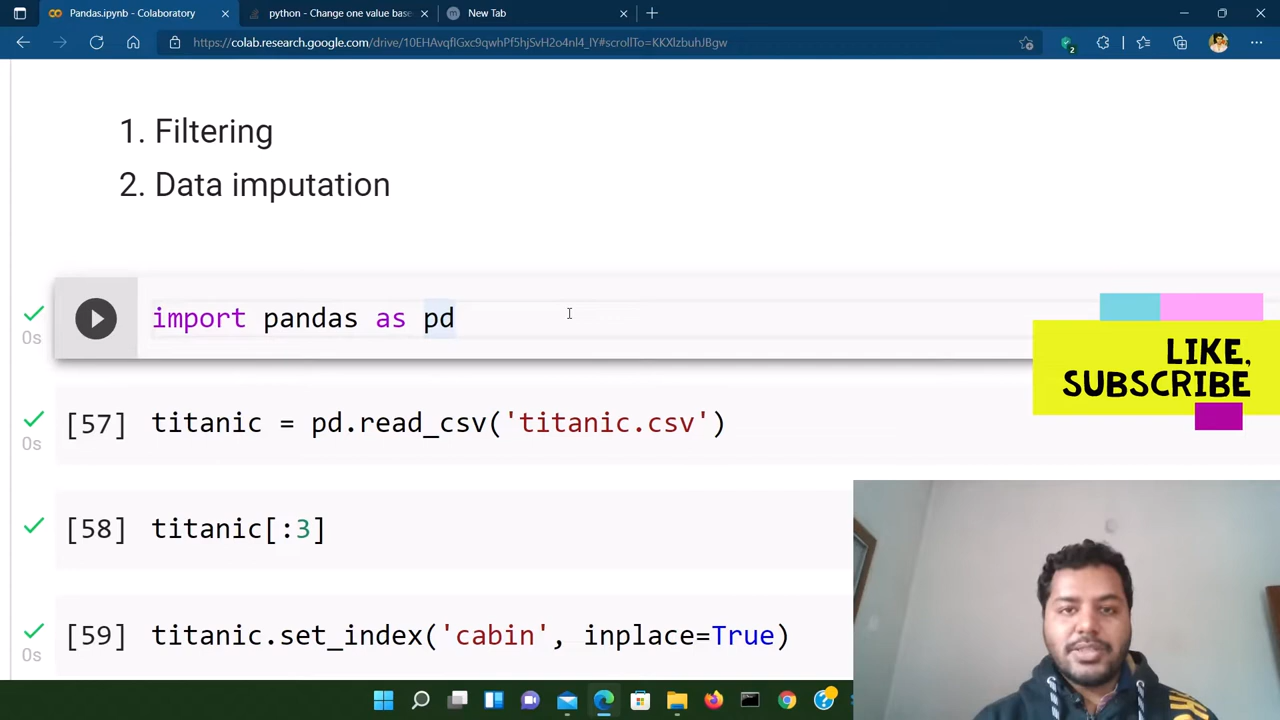 Pandas.ipynb - Colaboratory
python - Change one value base
New Tab
https://colab.research.google.com/drive/10EHAvqflGxc9qwhPf5hjSvH2o4nl4_IY#scrollTo=KKXlzbuhJBgw
2
1. Filtering
2. Data imputation
import pandas as pd
0s
LIKE,
SUBSCRIBE
[57] titanic = pd.read_csv('titanic.csv')
0s
[58] titanic[:3]
[59] titanic.set_index('cabin', inplace=True)
0s